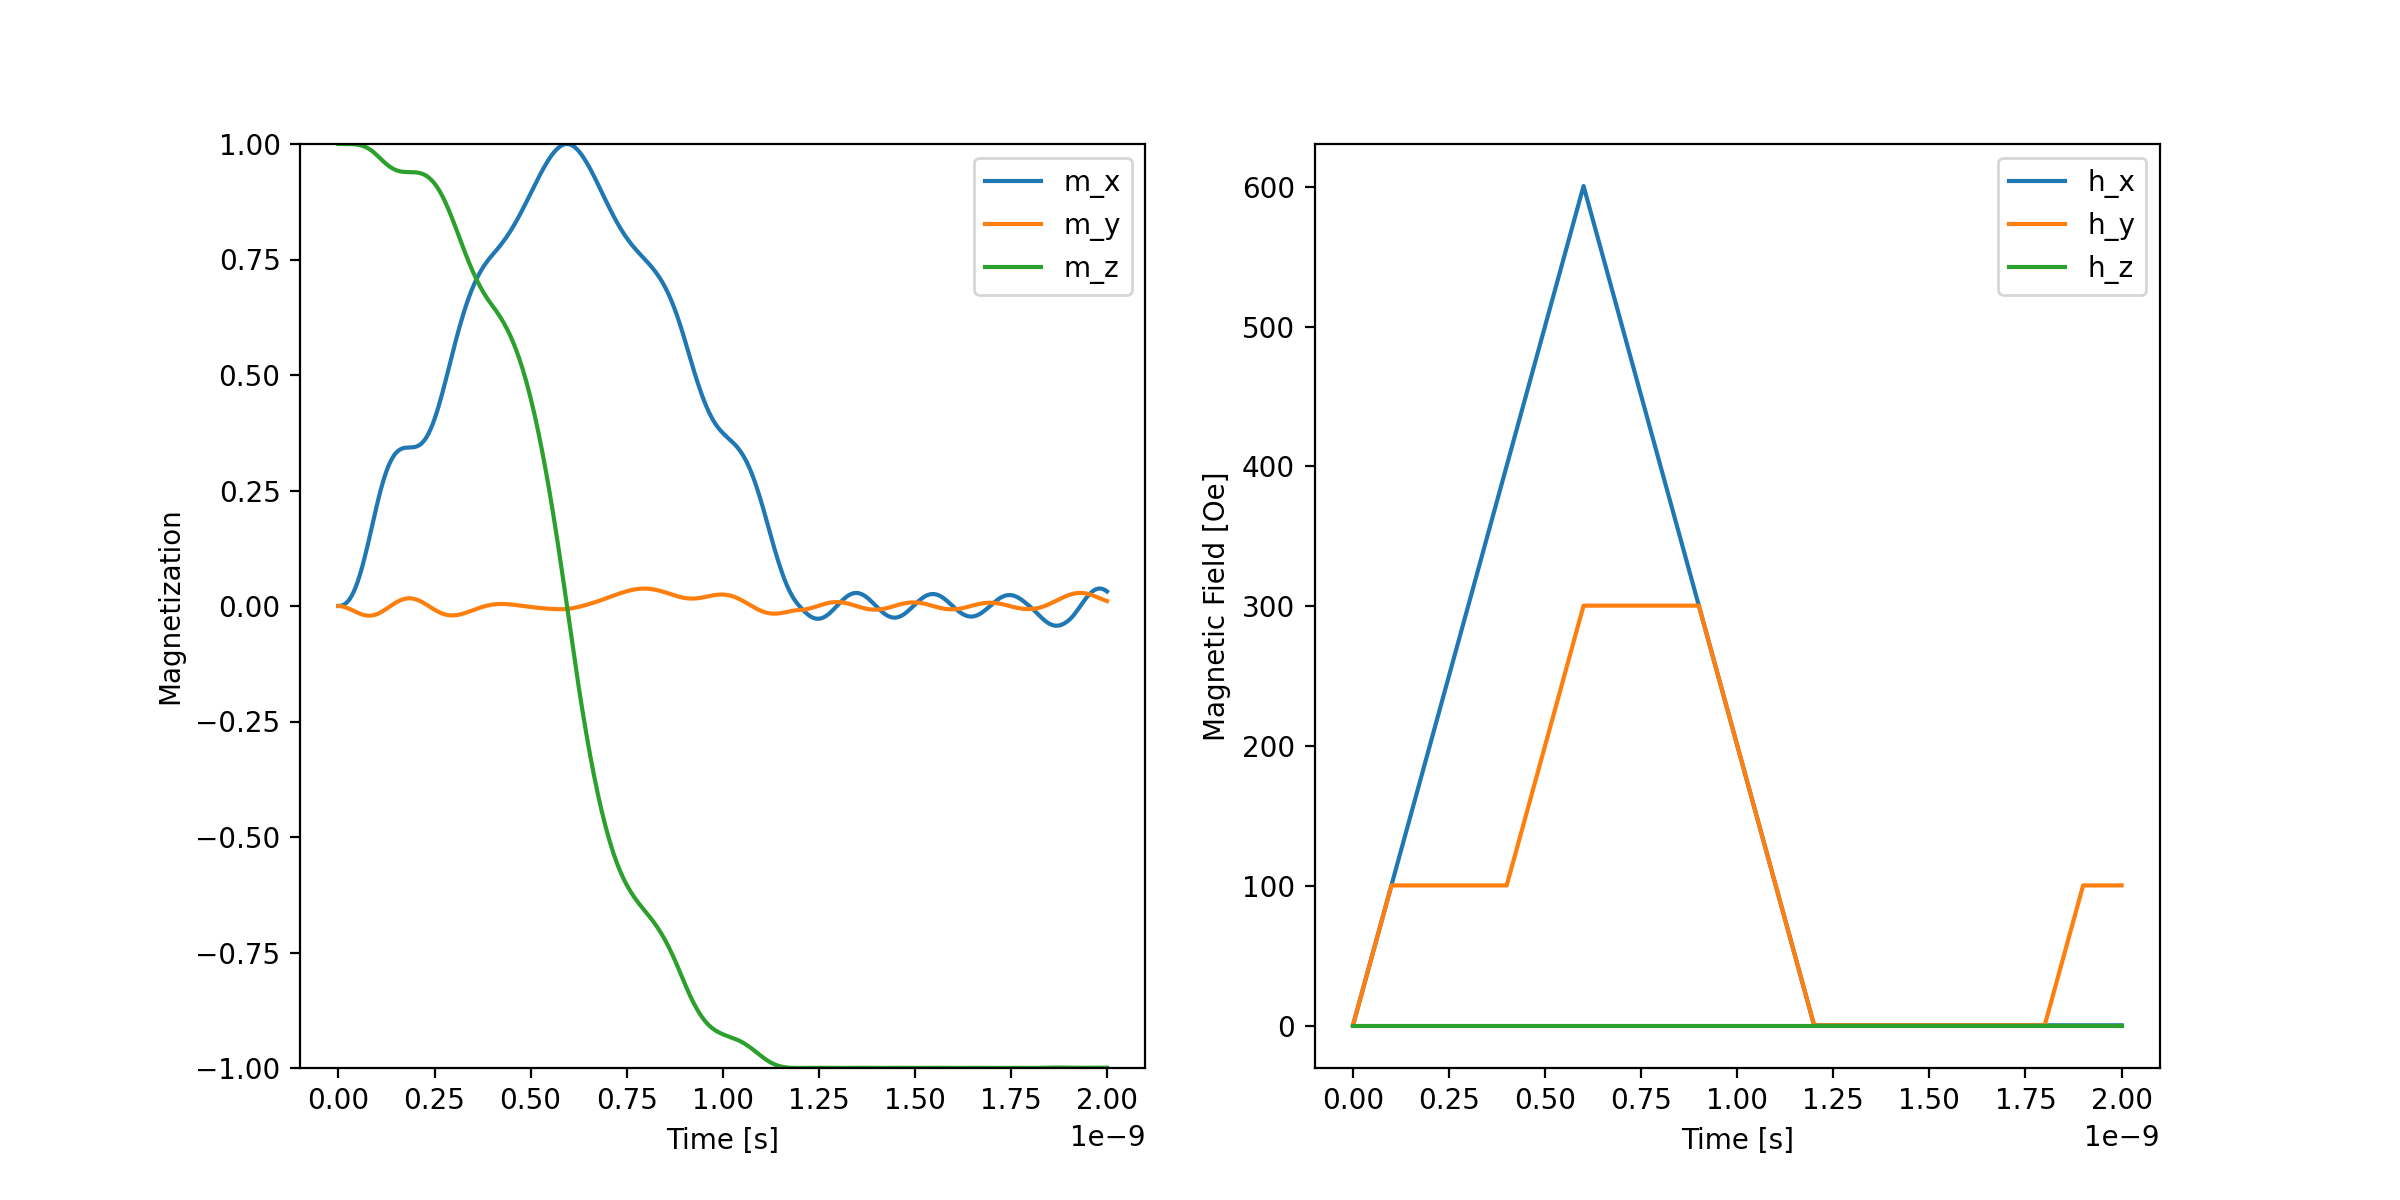 Magnetization
1.00
0.75
0.50
0.25
0.00
−0.25
−0.50
−0.75
−1.00
0.00 0.25 0.50 0.75 1.00 1.25 1.50 1.75 2.00
Time [s]
1e−9
m_x
m_y
m_z
Magnetic Field [Oe]
600
500
400
300
200
100
0
0.00 0.25 0.50 0.75 1.00 1.25 1.50 1.75 2.00
Time [s]
1e−9
h_x
h_y
h_z